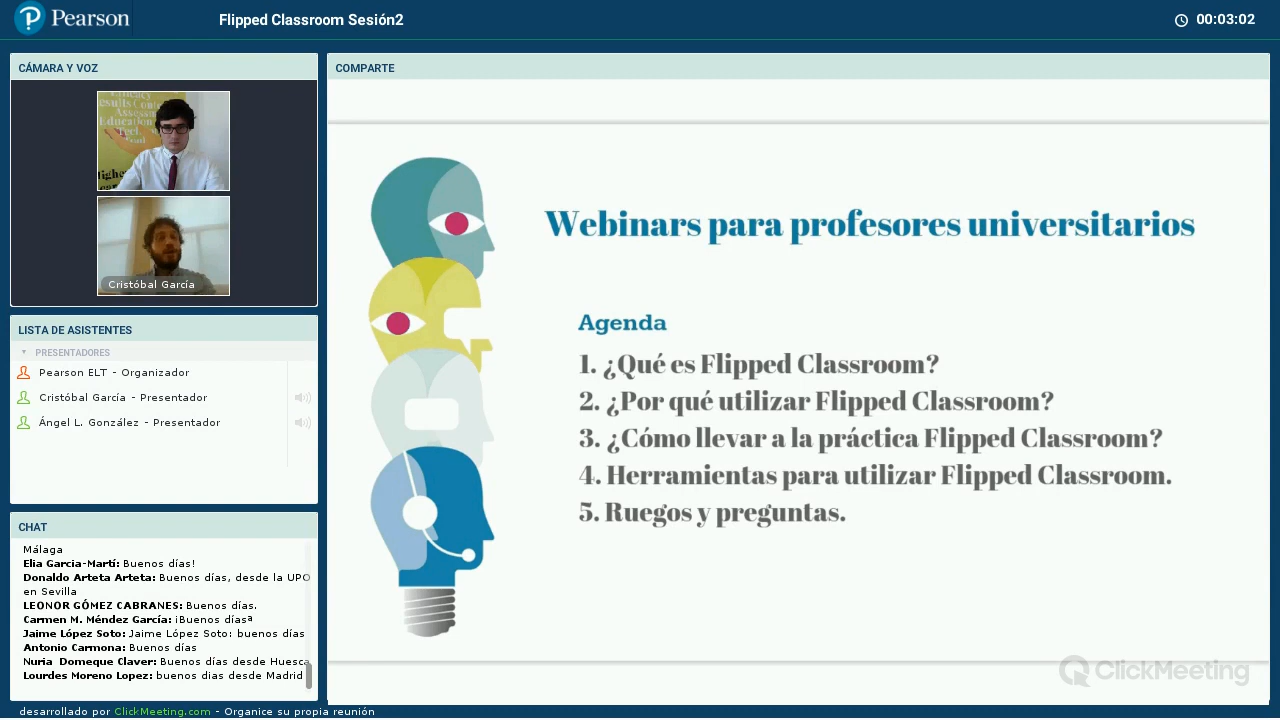 Pearson
Flipped Classroom Sesión2
00:03:02
CÁMARA Y VOZ
Cristóbal García
LISTA DE ASISTENTES
PRESENTADORES
Pearson ELT - Organizador
Cristóbal García - Presentador
Ángel L. González - Presentador
CHAT
Málaga
Elia Garcia-Martí: Buenos días!
Donaldo Arteta Arteta: Buenos días, desde la UPO
en Sevilla
LEONOR GÓMEZ CABRANES: Buenos días.
Carmen M. Méndez García: ¡Buenos díasª
Jaime López Soto: Jaime López Soto: buenos días
Antonio Carmona: Buenos días
Nuria Domeque Claver: Buenos días desde Huesca
Lourdes Moreno Lopez: buenos dias desde Madrid
COMPARTE
Webinars para profesores universitarios
Agenda
1. ¿Qué es Flipped Classroom?
2. ¿Por qué utilizar Flipped Classroom?
3. ¿Cómo llevar a la práctica Flipped Classroom?
4. Herramientas para utilizar Flipped Classroom.
5. Ruegos y preguntas.
ClickMeeting
desarrollado por ClickMeeting.com - Organice su propia reunión